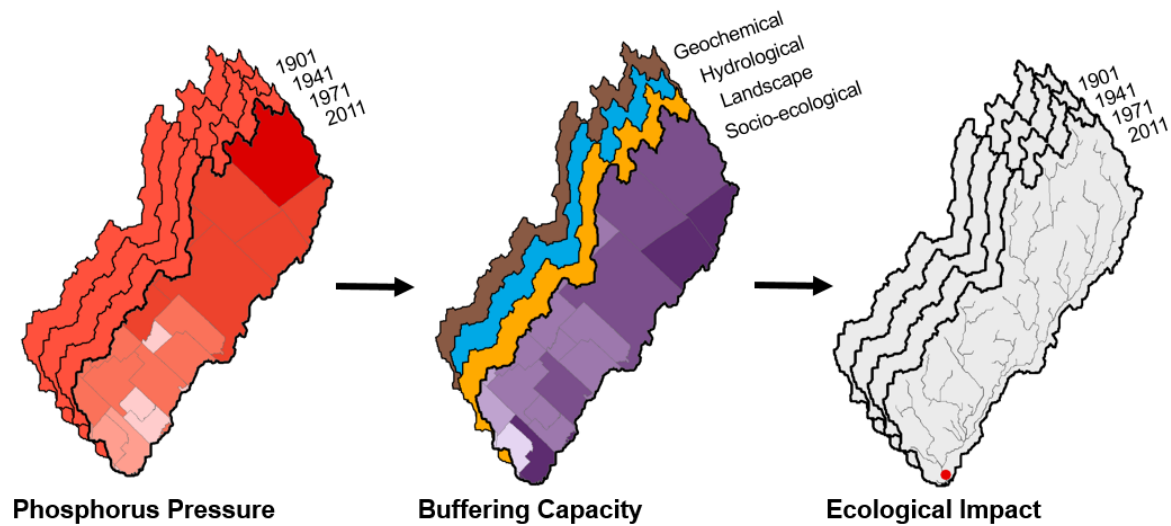 1901
1941
1971
2011
Geochemical
Hydrological
Landscape
Socio-ecological
1901
1941
1971
2011
Phosphorus Pressure
Buffering Capacity
Ecological Impact